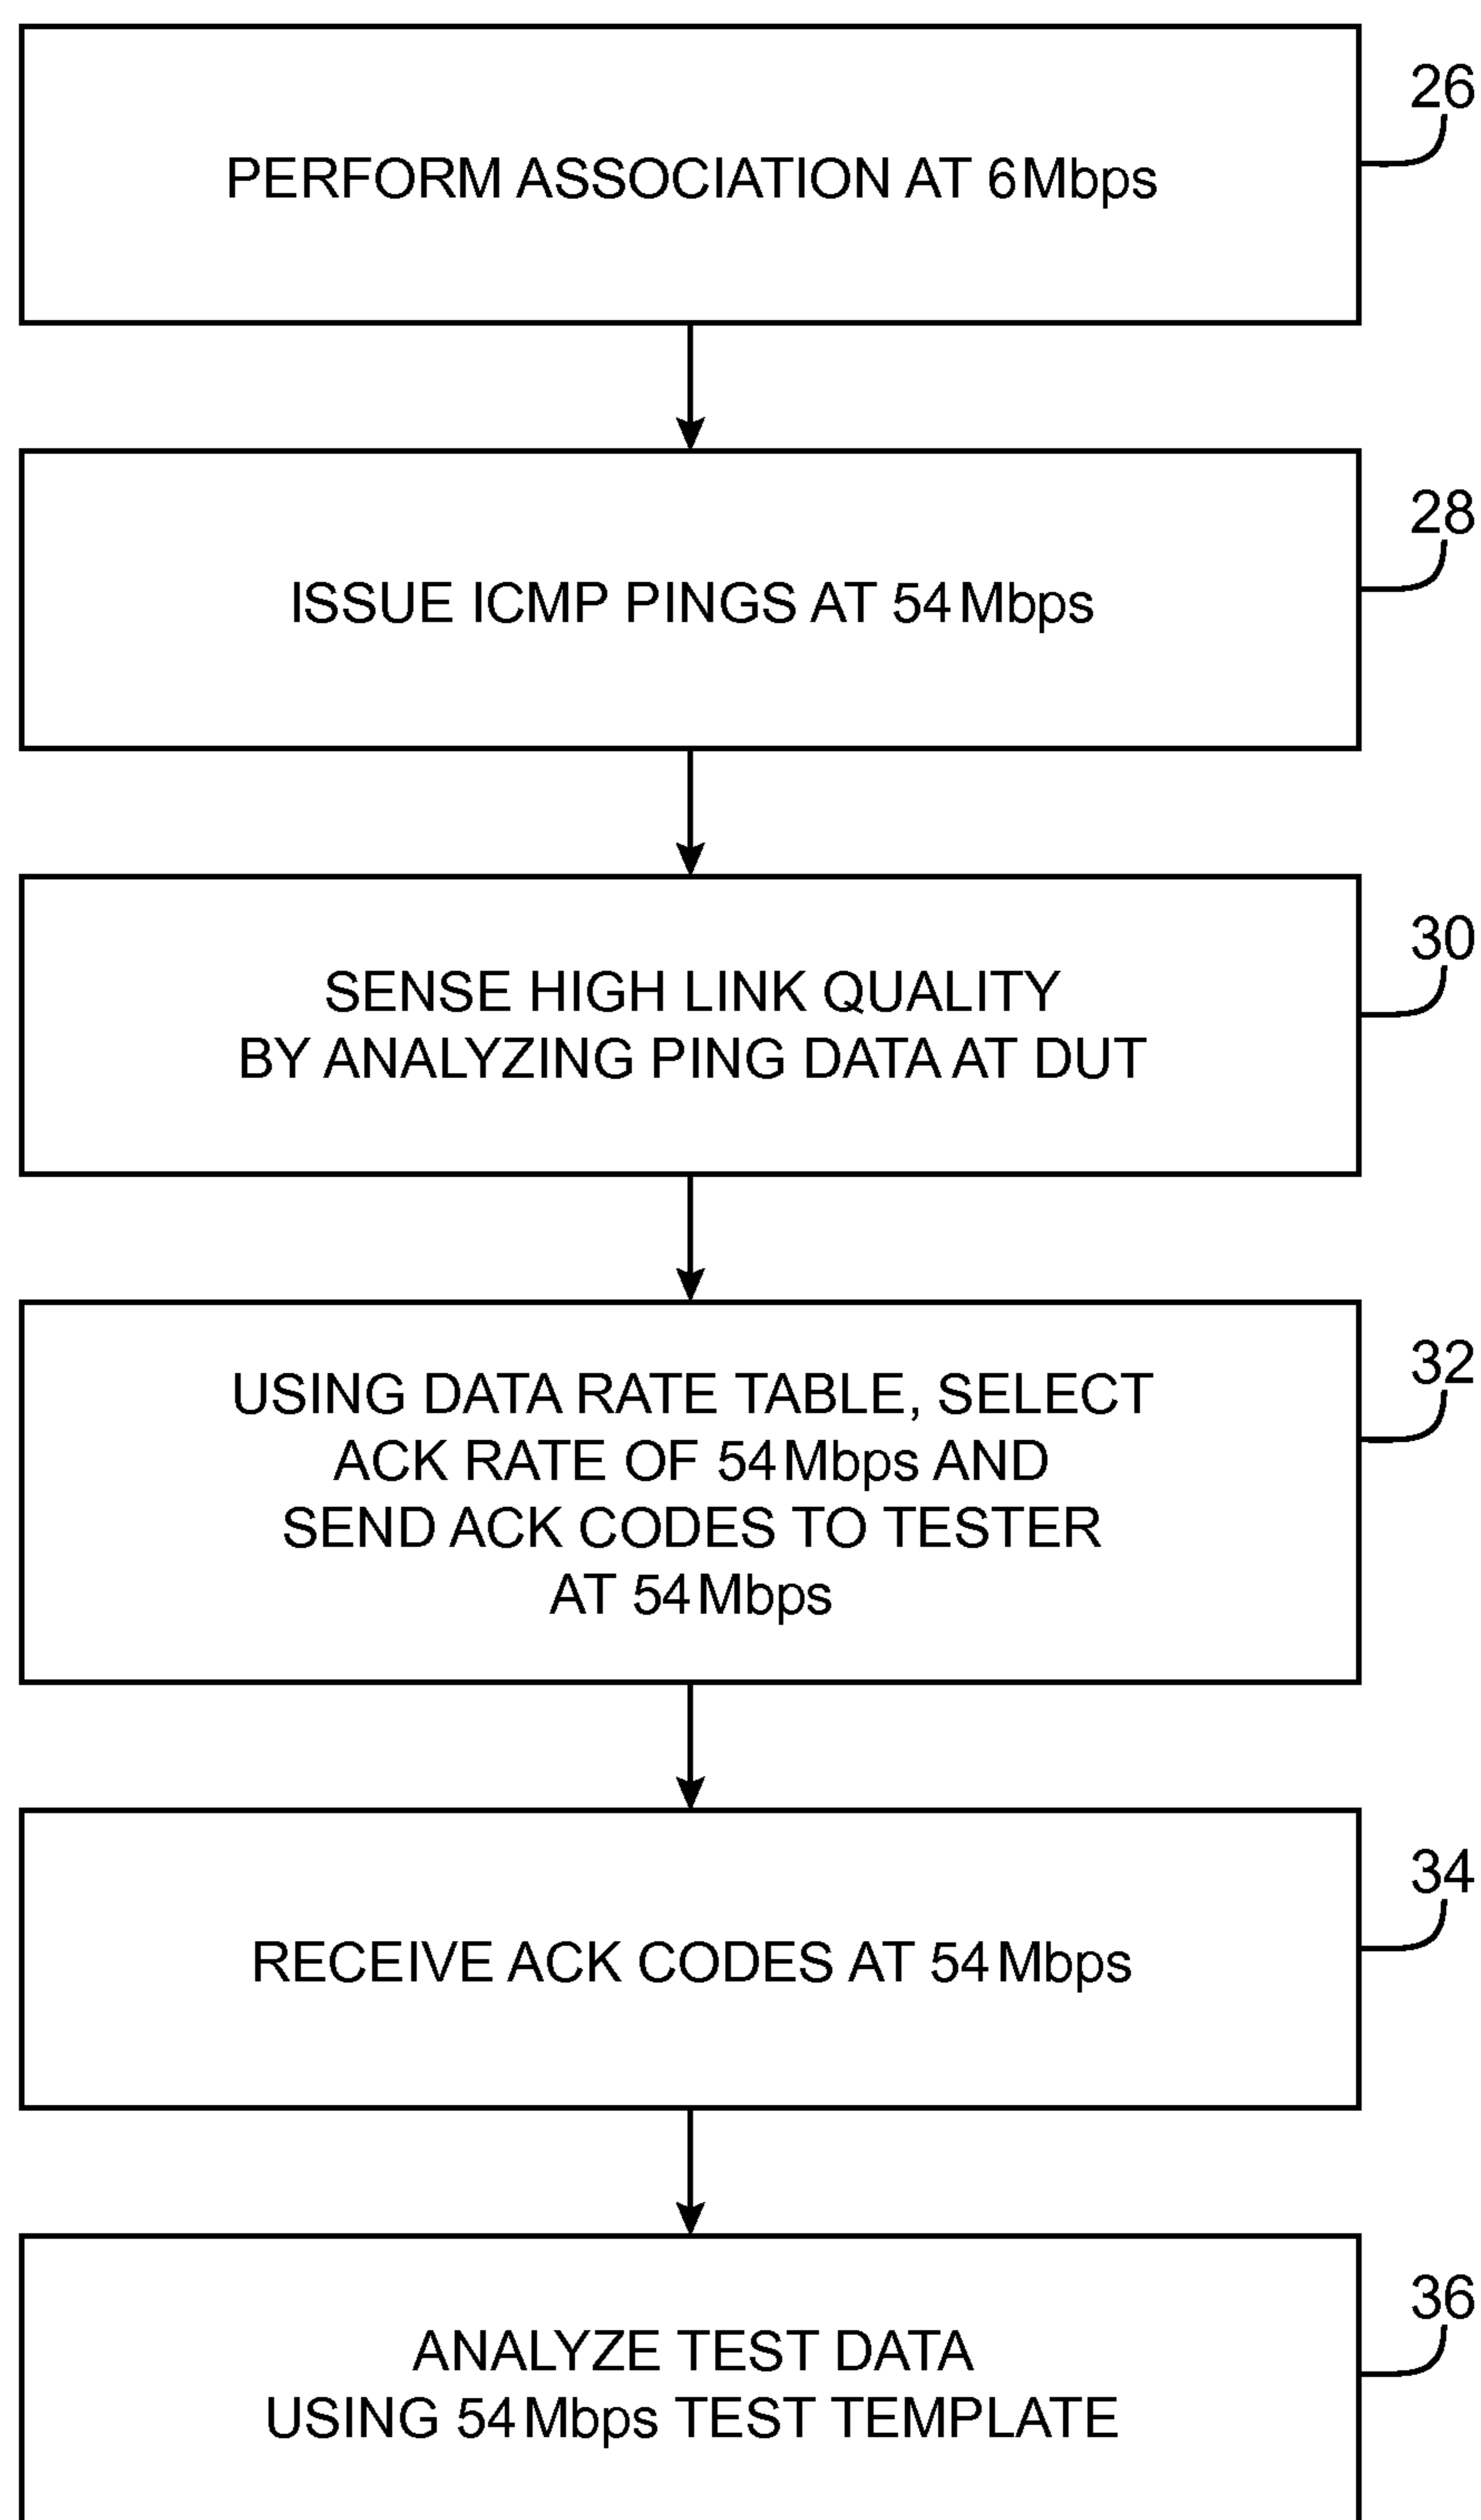 26
PERFORM ASSOCIATION AT 6Mbps
28
ISSUE ICMP PINGS AT 54Mbps
30
SENSE HIGH LINK QUALITY
BY ANALYZING PING DATA AT DUT
32
USING DATA RATE TABLE, SELECT
ACK RATE OF 54Mbps AND
SEND ACK CODES TO TESTER
AT 54Mbps
34
RECEIVE ACK CODES AT 54Mbps
36
ANALYZE TEST DATA
USING 54Mbps TEST TEMPLATE